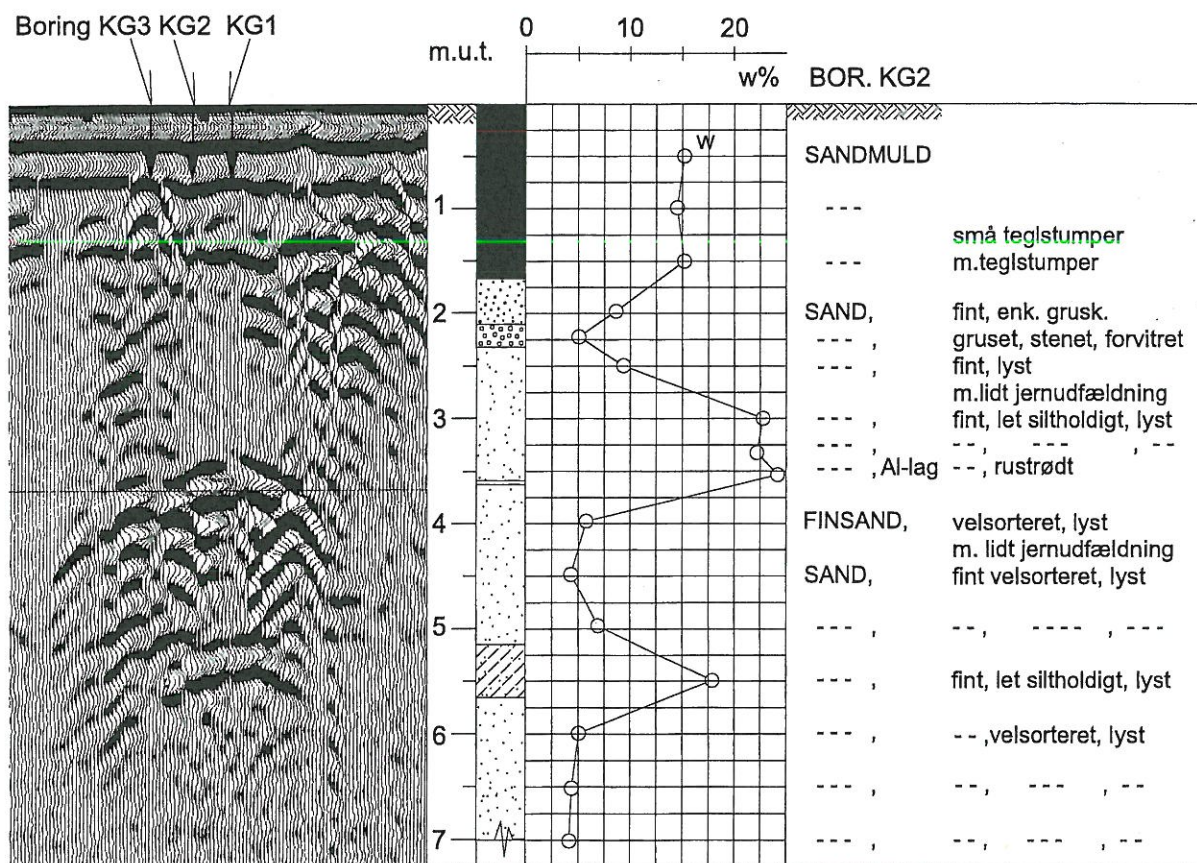 Boring KG3 KG2 KG1
m.u.t.
0 10 20
w%
BOR. KG2
w
SANDMULD
1
---
små teglstumper
--- m.teglstumper
2
SAND, fint, enk. grusk.
--- , gruset, stenet, forvitret
--- , fint, lyst
m.lidt jernudfældning
3
--- , fint, let siltholdigt, lyst
--- , --, --- , --
--- , Al-lag --, rustrødt
4
FINSAND, velsorteret, lyst
m. lidt jernudfældning
SAND, fint velsorteret, lyst
5
--- , --, ---- , ---
--- , fint, let siltholdigt, lyst
6
--- , --,velsorteret, lyst
--- , --, --- , --
7
--- , --, --- , --